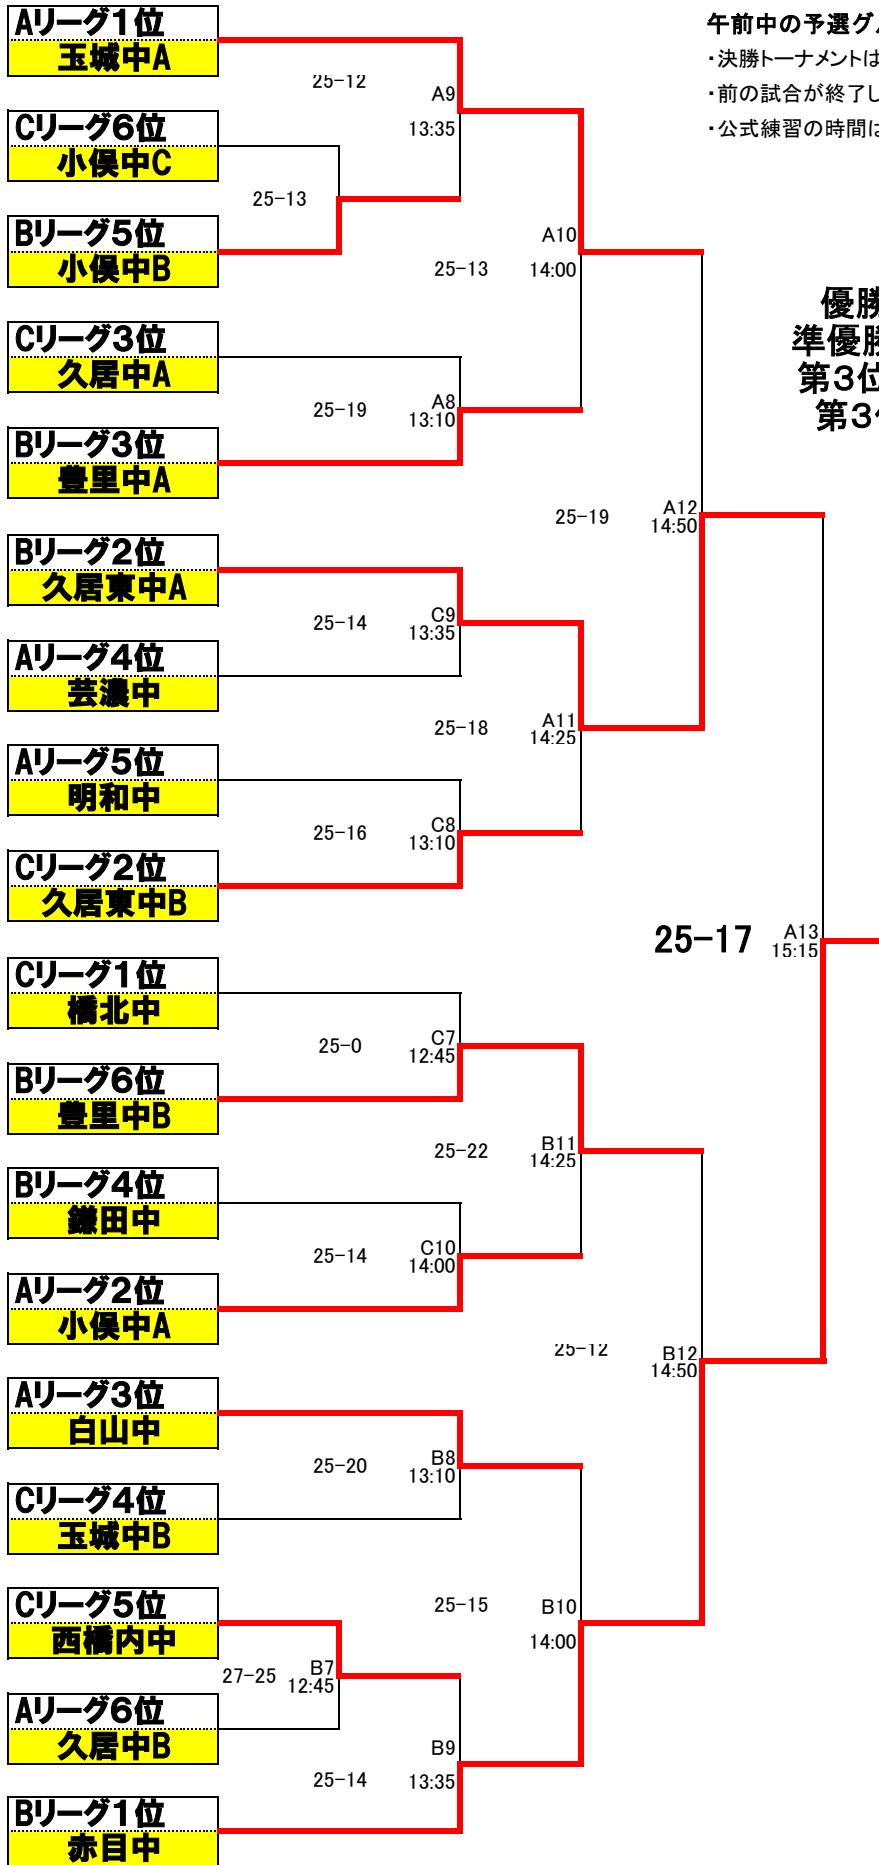 Aリーグ1位
玉城中A
午前中の予選グ
・決勝トーナメントは
・前の試合が終了し
・公式練習の時間は
25-12
A9
13:35
Cリーグ6位
小俣中C
25-13
Bリーグ5位
小俣中B
A10
14:00
25-13
優勝
準優勝
第3位
第3
Cリーグ3位
久居中A
25-19
A8
13:10
Bリーグ3位
豊里中A
25-19
A12
14:50
Bリーグ2位
久居東中A
25-14
C9
13:35
Aリーグ4位
芸濃中
25-18
A11
14:25
Aリーグ5位
明和中
25-16
C8
13:10
Cリーグ2位
久居東中B
25-17
A13
15:15
Cリーグ1位
橋北中
25-0
C7
12:45
Bリーグ6位
豊里中B
25-22
B11
14:25
Bリーグ4位
鎌田中
25-14
C10
14:00
Aリーグ2位
小俣中A
25-12
B12
14:50
Aリーグ3位
白山中
25-20
B8
13:10
Cリーグ4位
玉城中B
Cリーグ5位
西橋内中
25-15
B10
14:00
27-25
B7
12:45
Aリーグ6位
久居中B
B9
13:35
25-14
Bリーグ1位
赤目中